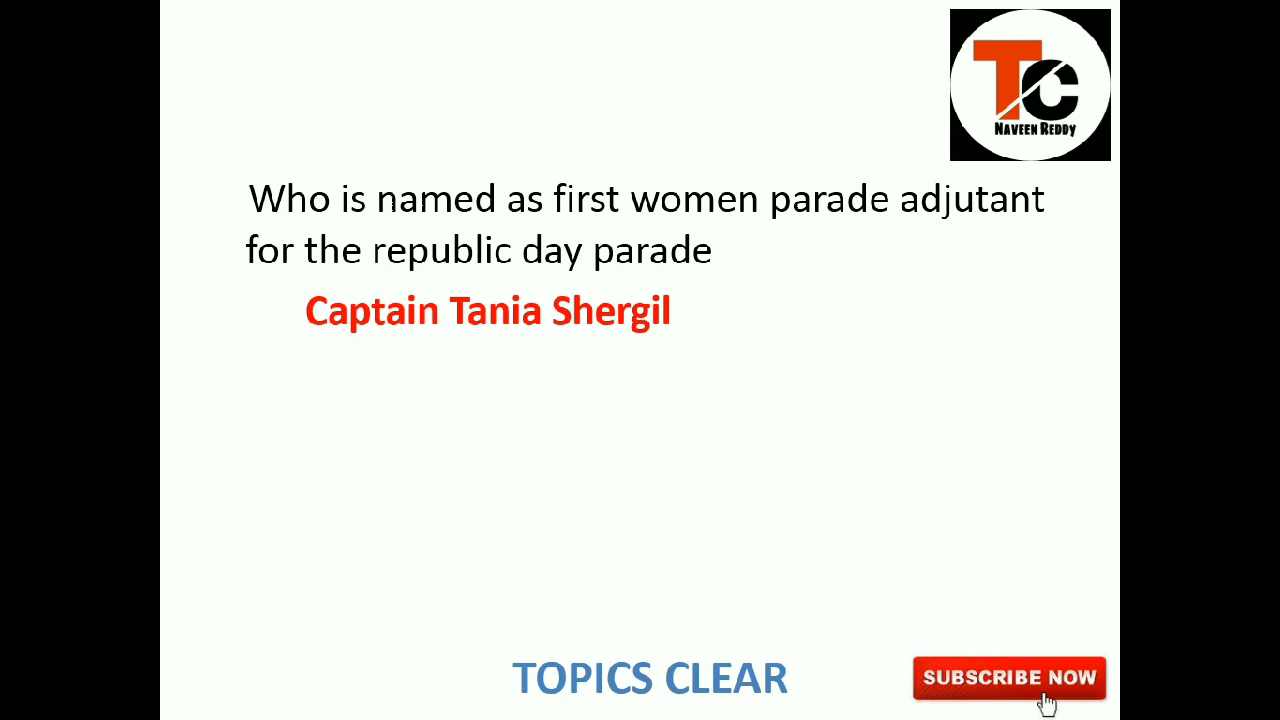 TC
NAVEEN REDDY
Who is named as first women parade adjutant
for the republic day parade
Captain Tania Shergil
TOPICS CLEAR
SUBSCRIBE NOW